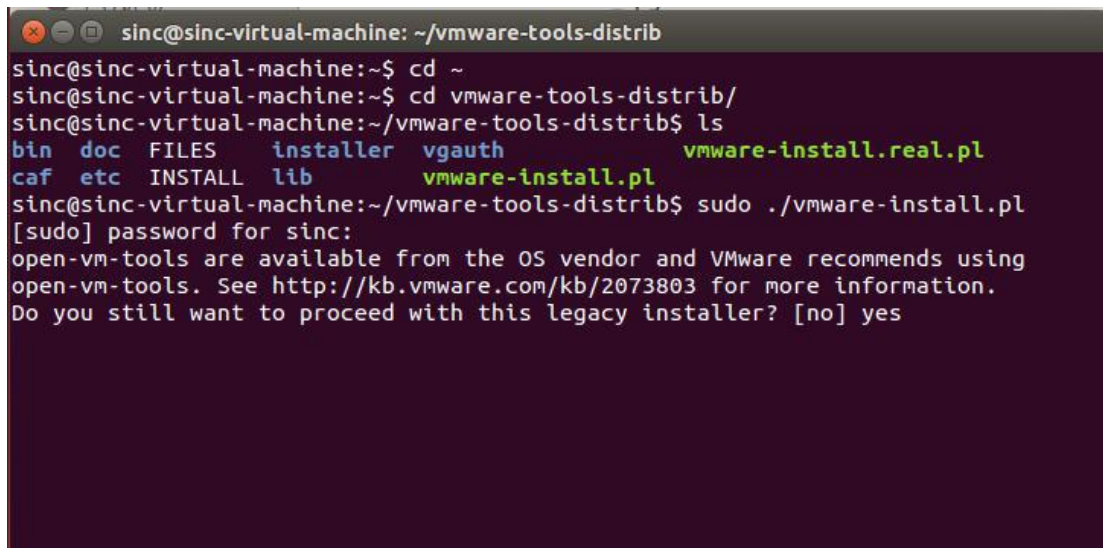 sinc@sinc-virtual-machine: ~/vmware-tools-distrib
sinc@sinc-virtual-machine:~$ cd ~
sinc@sinc-virtual-machine:~$ cd vmware-tools-distrib/
sinc@sinc-virtual-machine:~/vmware-tools-distrib$ ls
bin  doc  FILES    installer  vgauth             vmware-install.real.pl
caf  etc  INSTALL  lib        vmware-install.pl
sinc@sinc-virtual-machine:~/vmware-tools-distrib$ sudo ./vmware-install.pl
[sudo] password for sinc:
open-vm-tools are available from the OS vendor and VMware recommends using
open-vm-tools. See http://kb.vmware.com/kb/2073803 for more information.
Do you still want to proceed with this legacy installer? [no] yes